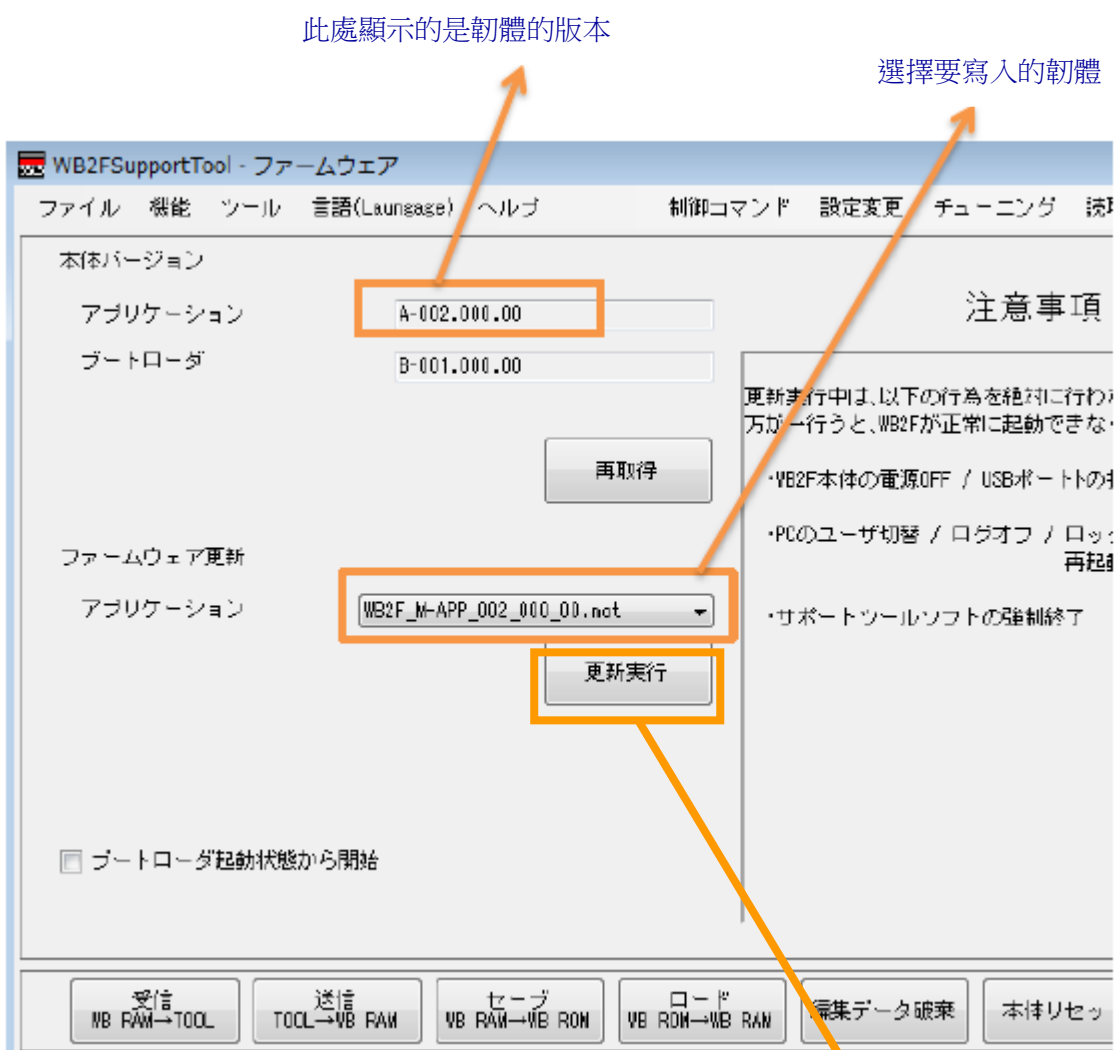 此處顯示的是韌體的版本
選擇要寫入的韌體
WB2FSupportTool - ファームウェア
ファイル 機能 ツール 言語(Laungage) ヘルプ 制御コマンド 設定変更 チューニング
本体バージョン
アプリケーション A-002.000.00
ブートローダ B-001.000.00
再取得
ファームウェア更新
アプリケーション WB2F_M-APP_002_000_00.mot
更新実行
ブートローダ起動状態から開始
注意事項
更新実行中は、以下の行為を絶対に行わ
万が一行うと、WB2Fが正常に起動できな
・WB2F本体の電源OFF / USBポートの
・PCのユーザ切替 / ログオフ / ロッ
再起
・サポートツールソフトの強制終了
受信
WB RAM→TOOL
送信
TOOL→WB RAM
セーブ
WB RAM→WB ROM
ロード
WB ROM→WB RAM
編集データ破棄
本体リセッ